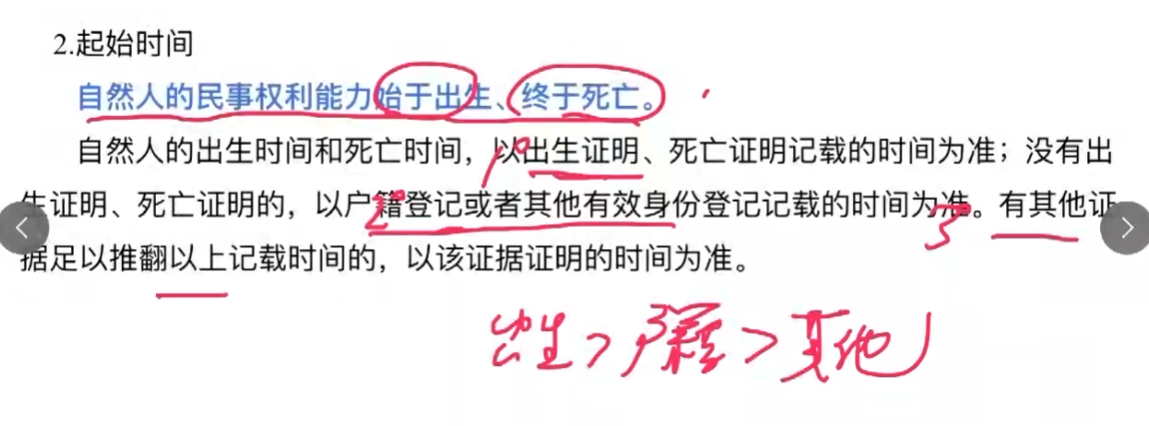 2.起始时间
自然人的民事权利能力始于出生、终于死亡。
自然人的出生时间和死亡时间，以出生证明、死亡证明记载的时间为准；没有出
生证明、死亡证明的，以户籍登记或者其他有效身份登记记载的时间为准。有其他证
据足以推翻以上记载时间的，以该证据证明的时间为准。
1°
2°
3
出生>户籍>其他